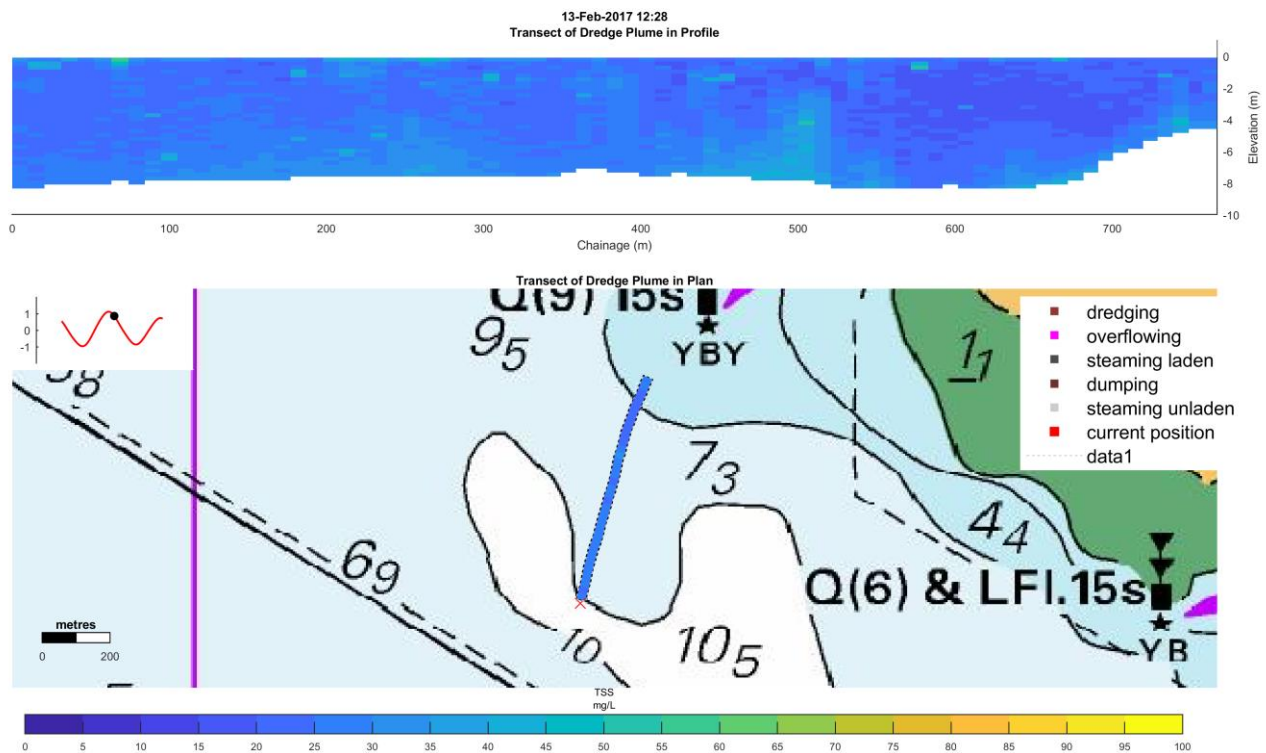 13-Feb-2017 12:28
Transect of Dredge Plume in Profile
0
-2
-4
-6
-8
-10
Elevation (m)
0 100 200 300 400 500 600 700
Chainage (m)
Transect of Dredge Plume in Plan
1
0
-1
Q(9) 15s
YBY
95
11
dredging
overflowing
steaming laden
dumping
steaming unladen
current position
data1
73
44
69
Q(6) & LFl.15s
YB
10
105
metres
0 200
TSS
mg/L
0 5 10 15 20 25 30 35 40 45 50 55 60 65 70 75 80 85 90 95 100